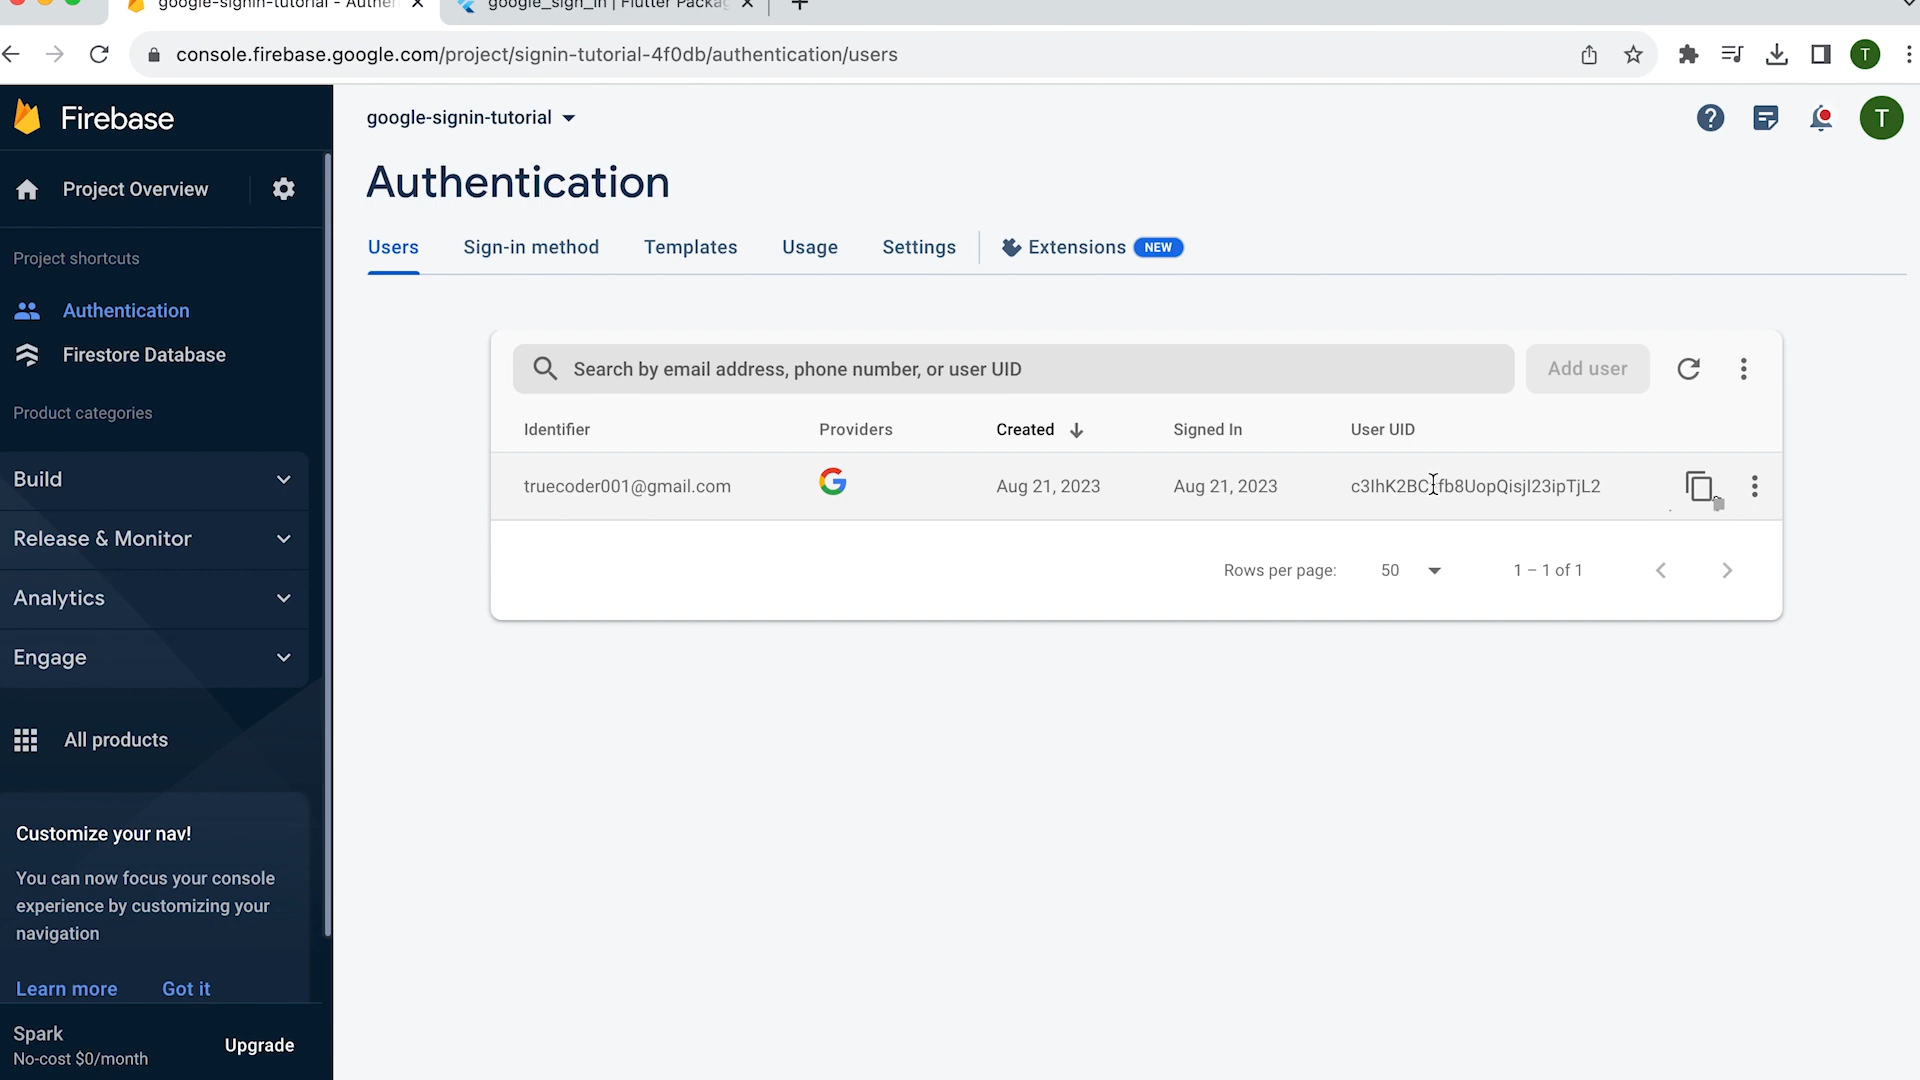 google-signin-tutorial - Authen
google_sign_in | Flutter Packag
console.firebase.google.com/project/signin-tutorial-4f0db/authentication/users
T
Firebase
google-signin-tutorial
T
Project Overview
Authentication
Users Sign-in method Templates Usage Settings Extensions NEW
Project shortcuts
Authentication
Firestore Database
Product categories
Build
Release & Monitor
Analytics
Engage
All products
Customize your nav!
You can now focus your console
experience by customizing your
navigation
Learn more Got it
Spark
No-cost $0/month
Upgrade
Search by email address, phone number, or user UID
Add user
Identifier Providers Created Signed In User UID
truecoder001@gmail.com Aug 21, 2023 Aug 21, 2023
Rows per page: 50 1 – 1 of 1